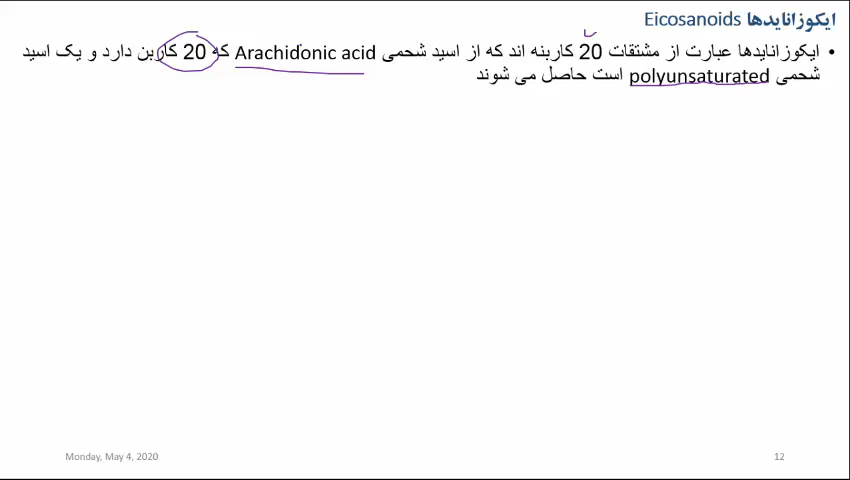 ایکوزانایدها Eicosanoids
• ایکوزانایدها عبارت از مشتقات 20 کاربنه اند که از اسید شحمی Arachidonic acid که 20 کاربن دارد و یک اسید
شحمی polyunsaturated است حاصل می شوند
Monday, May 4, 2020
12